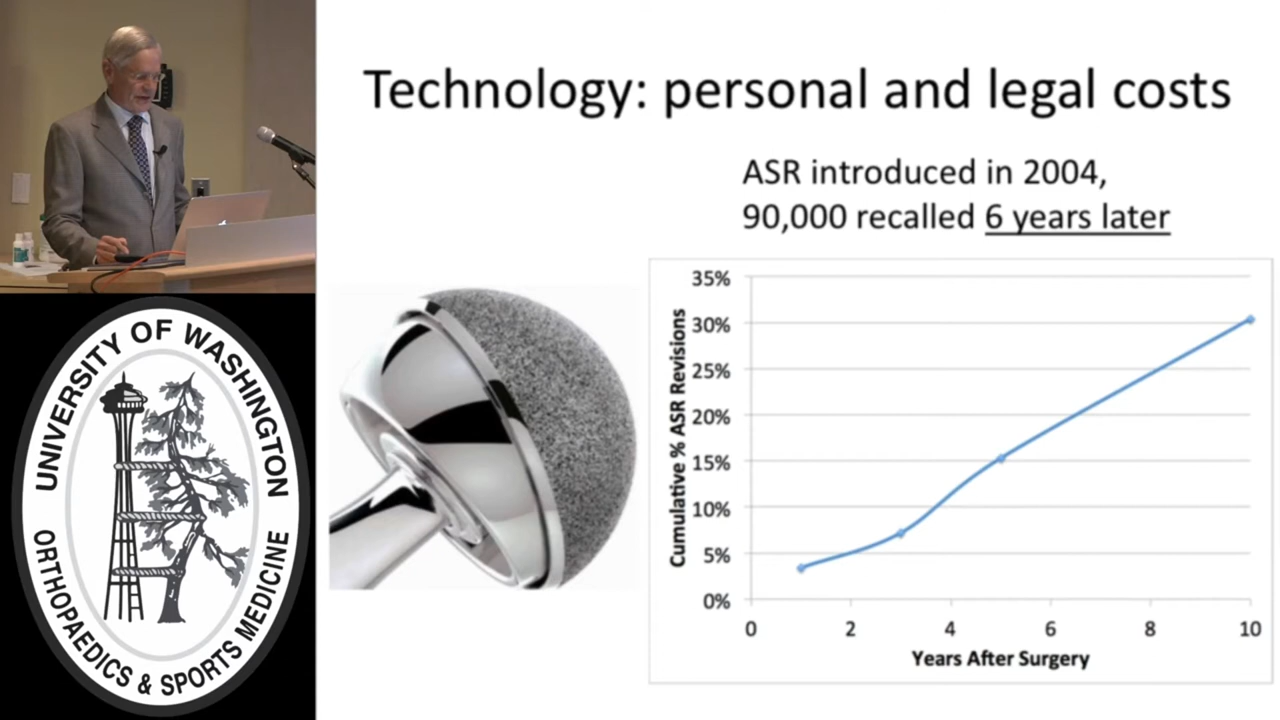 Technology: personal and legal costs
ASR introduced in 2004,
90,000 recalled 6 years later
Cumulative % ASR Revisions
35%
30%
25%
20%
15%
10%
5%
0%
0 2 4 6 8 10
Years After Surgery
UNIVERSITY OF WASHINGTON
ORTHOPAEDICS & SPORTS MEDICINE